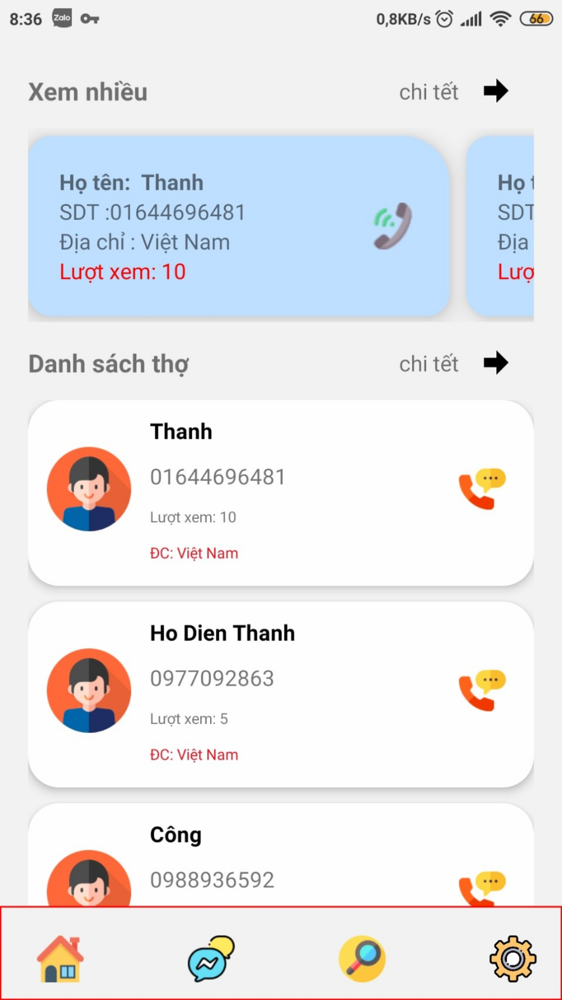 8:36 Zalo 0,8KB/s 66
Xem nhiều chi tết
Họ tên: Thanh
SDT :01644696481
Địa chỉ : Việt Nam
Lượt xem: 10
Họ t
SDT
Địa
Lượ
Danh sách thợ chi tết
Thanh
01644696481
Lượt xem: 10
ĐC: Việt Nam
Ho Dien Thanh
0977092863
Lượt xem: 5
ĐC: Việt Nam
Công
0988936592